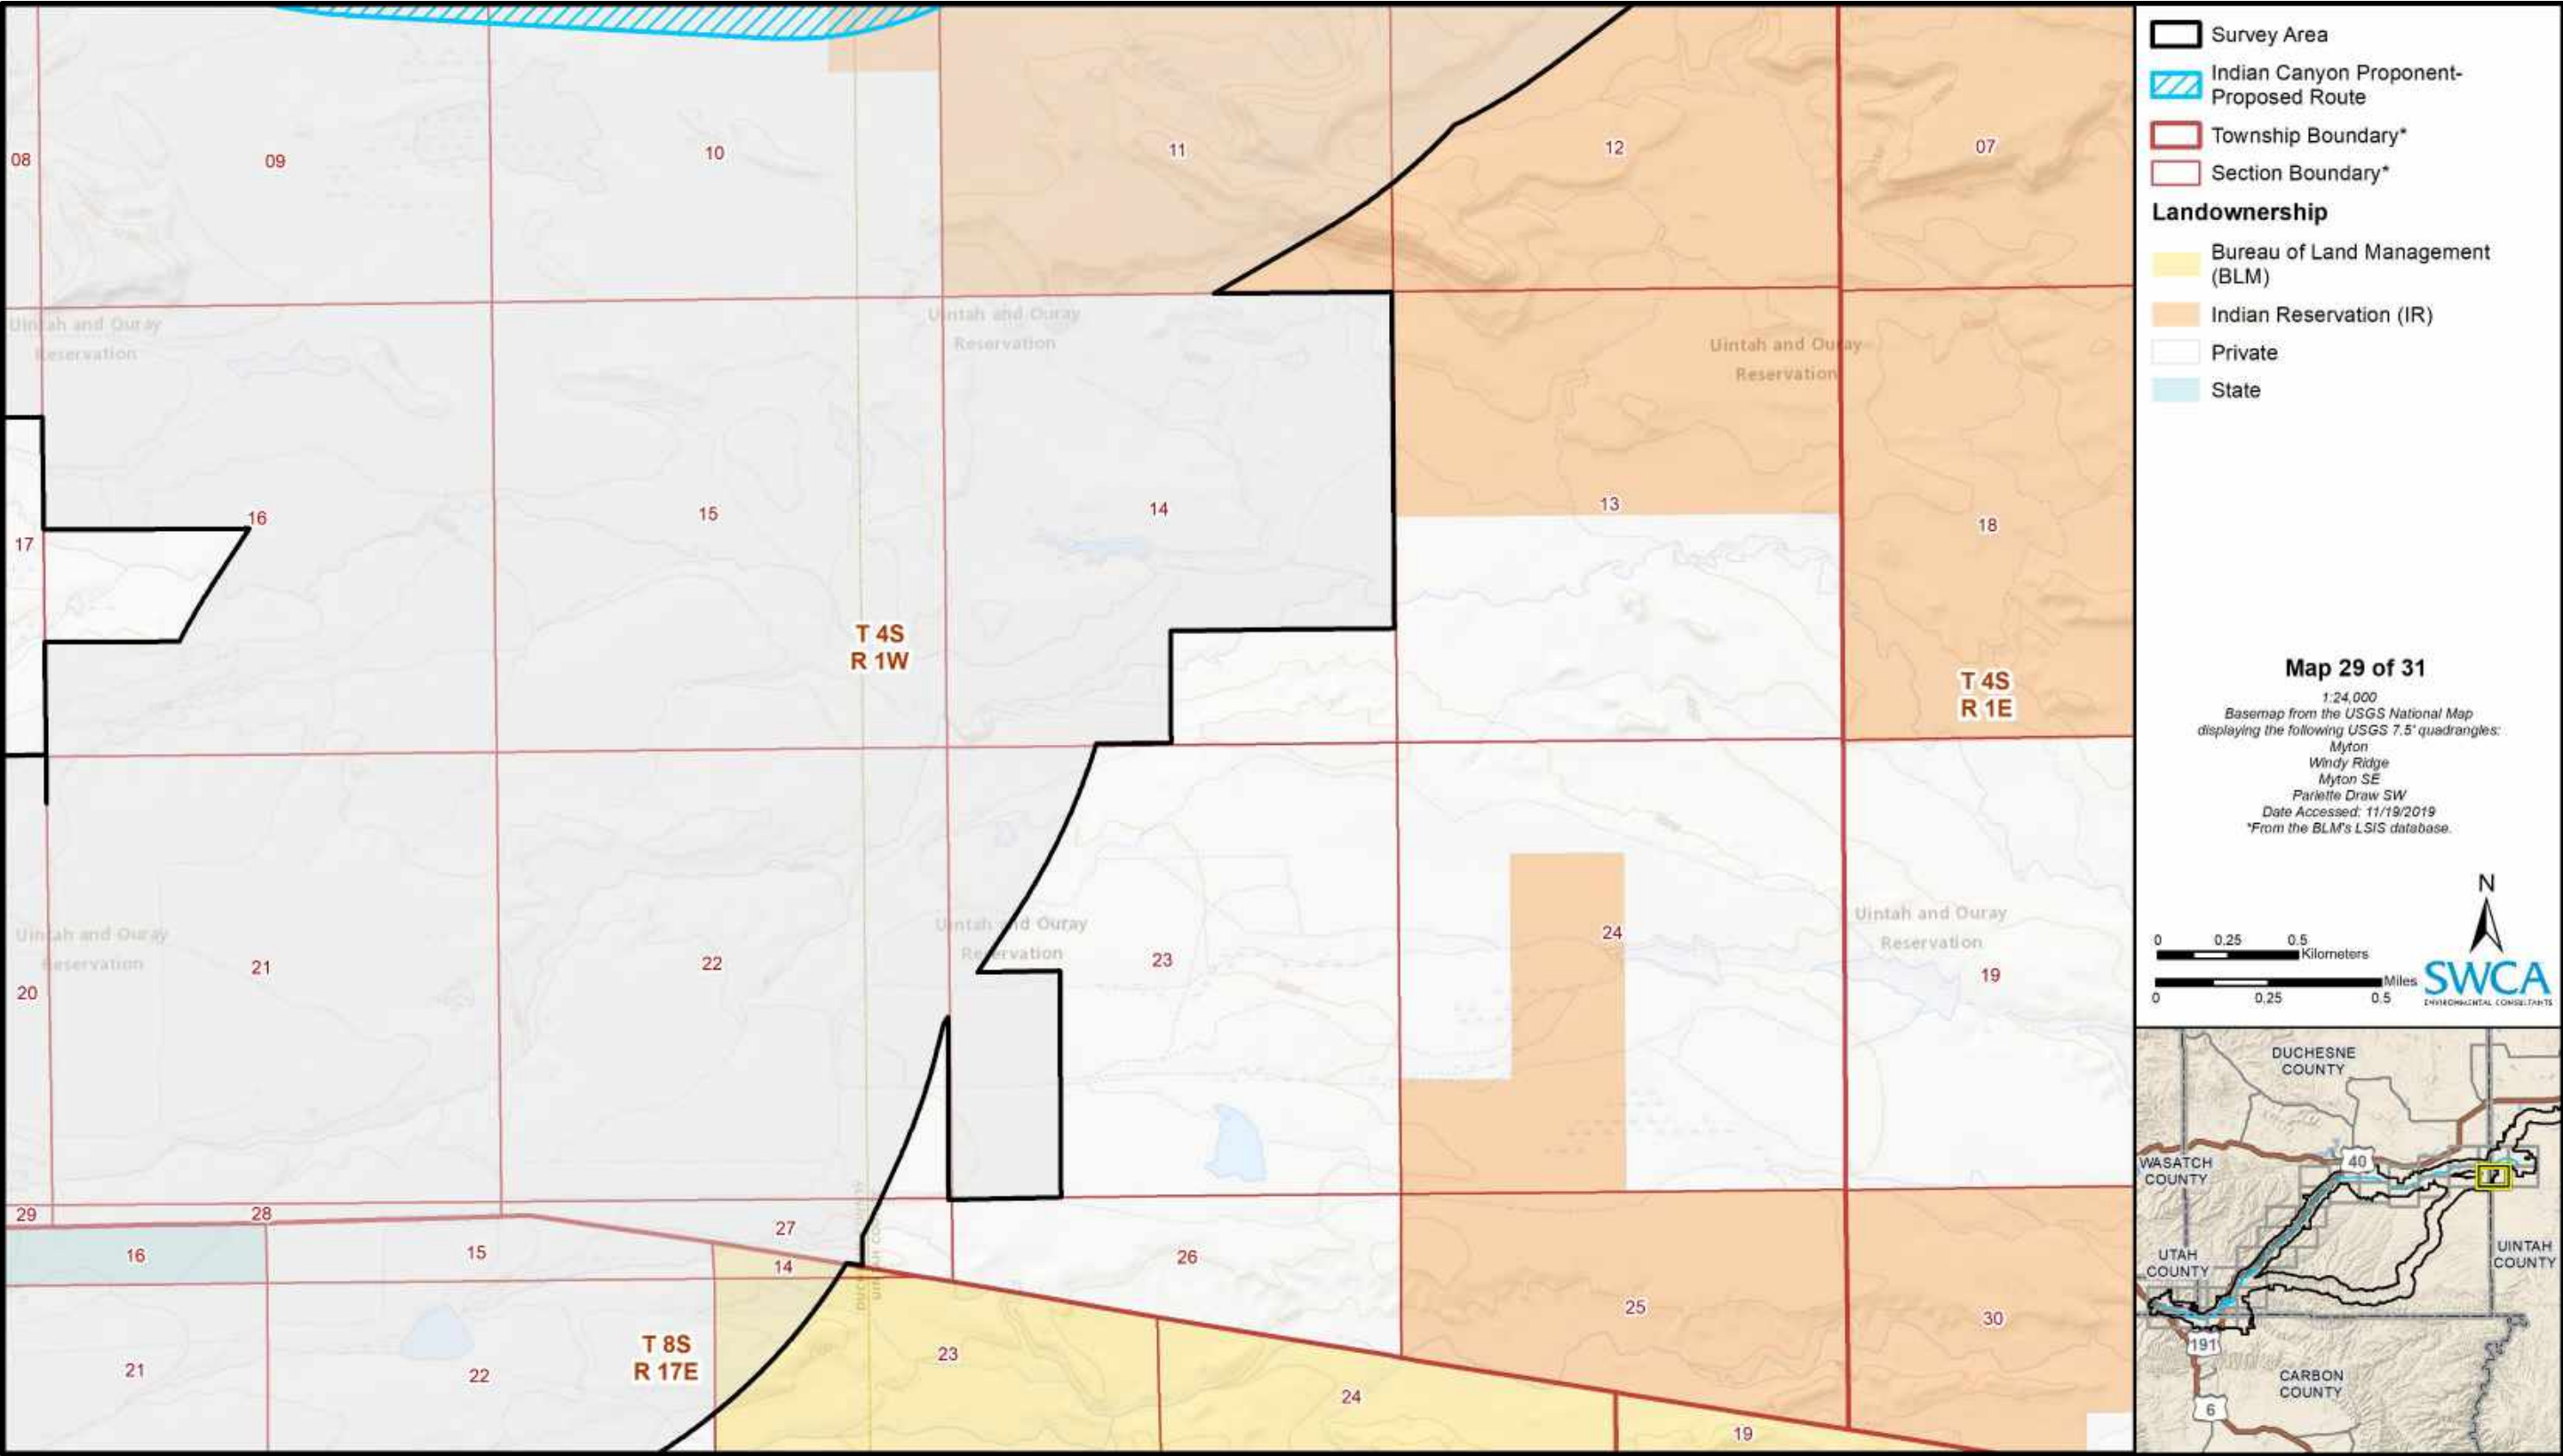 08
09
10
11
12
07
Uintah and Ouray
Reservation
Uintah and Ouray
Reservation
Uintah and Ouray
Reservation
17
16
15
14
13
18
T 4S
R 1W
T 4S
R 1E
Uintah and Ouray
Reservation
Uintah and Ouray
Reservation
Uintah and Ouray
Reservation
20
21
22
23
24
19
29
28
27
26
25
30
16
15
14
21
22
T 8S
R 17E
23
24
19
Survey Area
Indian Canyon Proponent-
Proposed Route
Township Boundary*
Section Boundary*
Landownership
Bureau of Land Management
(BLM)
Indian Reservation (IR)
Private
State
Map 29 of 31
1:24,000
Basemap from the USGS National Map
displaying the following USGS 7.5' quadrangles:
Myton
Windy Ridge
Myton SE
Pariette Draw SW
Date Accessed: 11/19/2019
*From the BLM's LSIS database.
N
0 0.25 0.5
Kilometers
Miles
0 0.25 0.5
SWCA
ENVIRONMENTAL CONSULTANTS
DUCHESNE
COUNTY
WASATCH
COUNTY
40
UTAH
COUNTY
UINTAH
COUNTY
191
CARBON
COUNTY
6